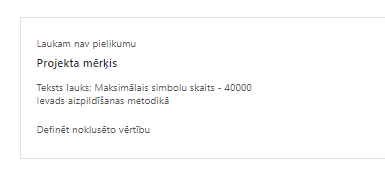 Laukam nav pielikumu
Projekta mērķis
Teksts lauks: Maksimālais simbolu skaits - 40000
Ievads aizpildīšanas metodikā
Definēt noklusēto vērtību